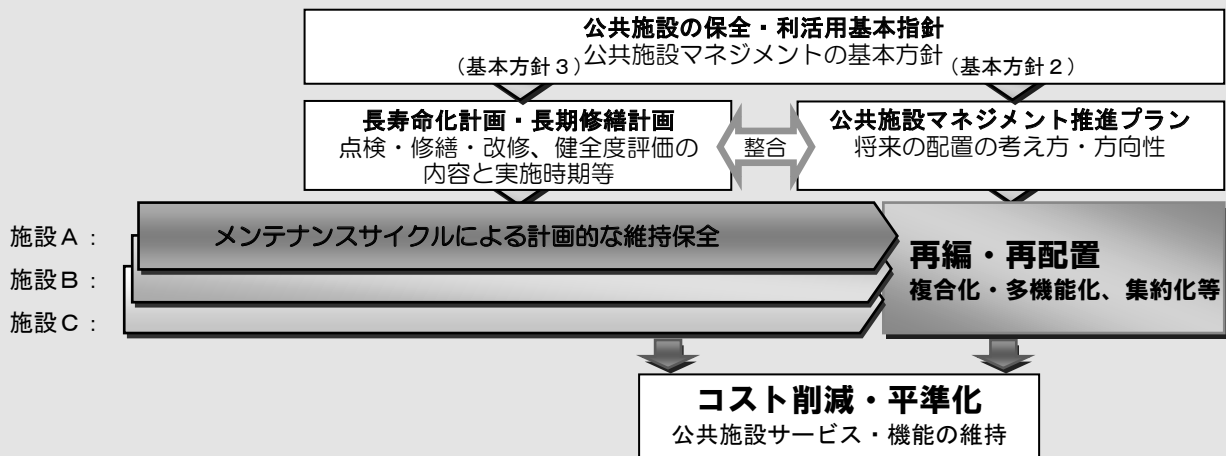 公共施設の保全・利活用基本指針
公共施設マネジメントの基本方針
（基本方針３）
（基本方針２）
長寿命化計画・長期修繕計画
点検・修繕・改修、健全度評価の
内容と実施時期等
整合
公共施設マネジメント推進プラン
将来の配置の考え方・方向性
施設Ａ：
メンテナンスサイクルによる計画的な維持保全
施設Ｂ：
施設Ｃ：
再編・再配置
複合化・多機能化、集約化等
コスト削減・平準化
公共施設サービス・機能の維持